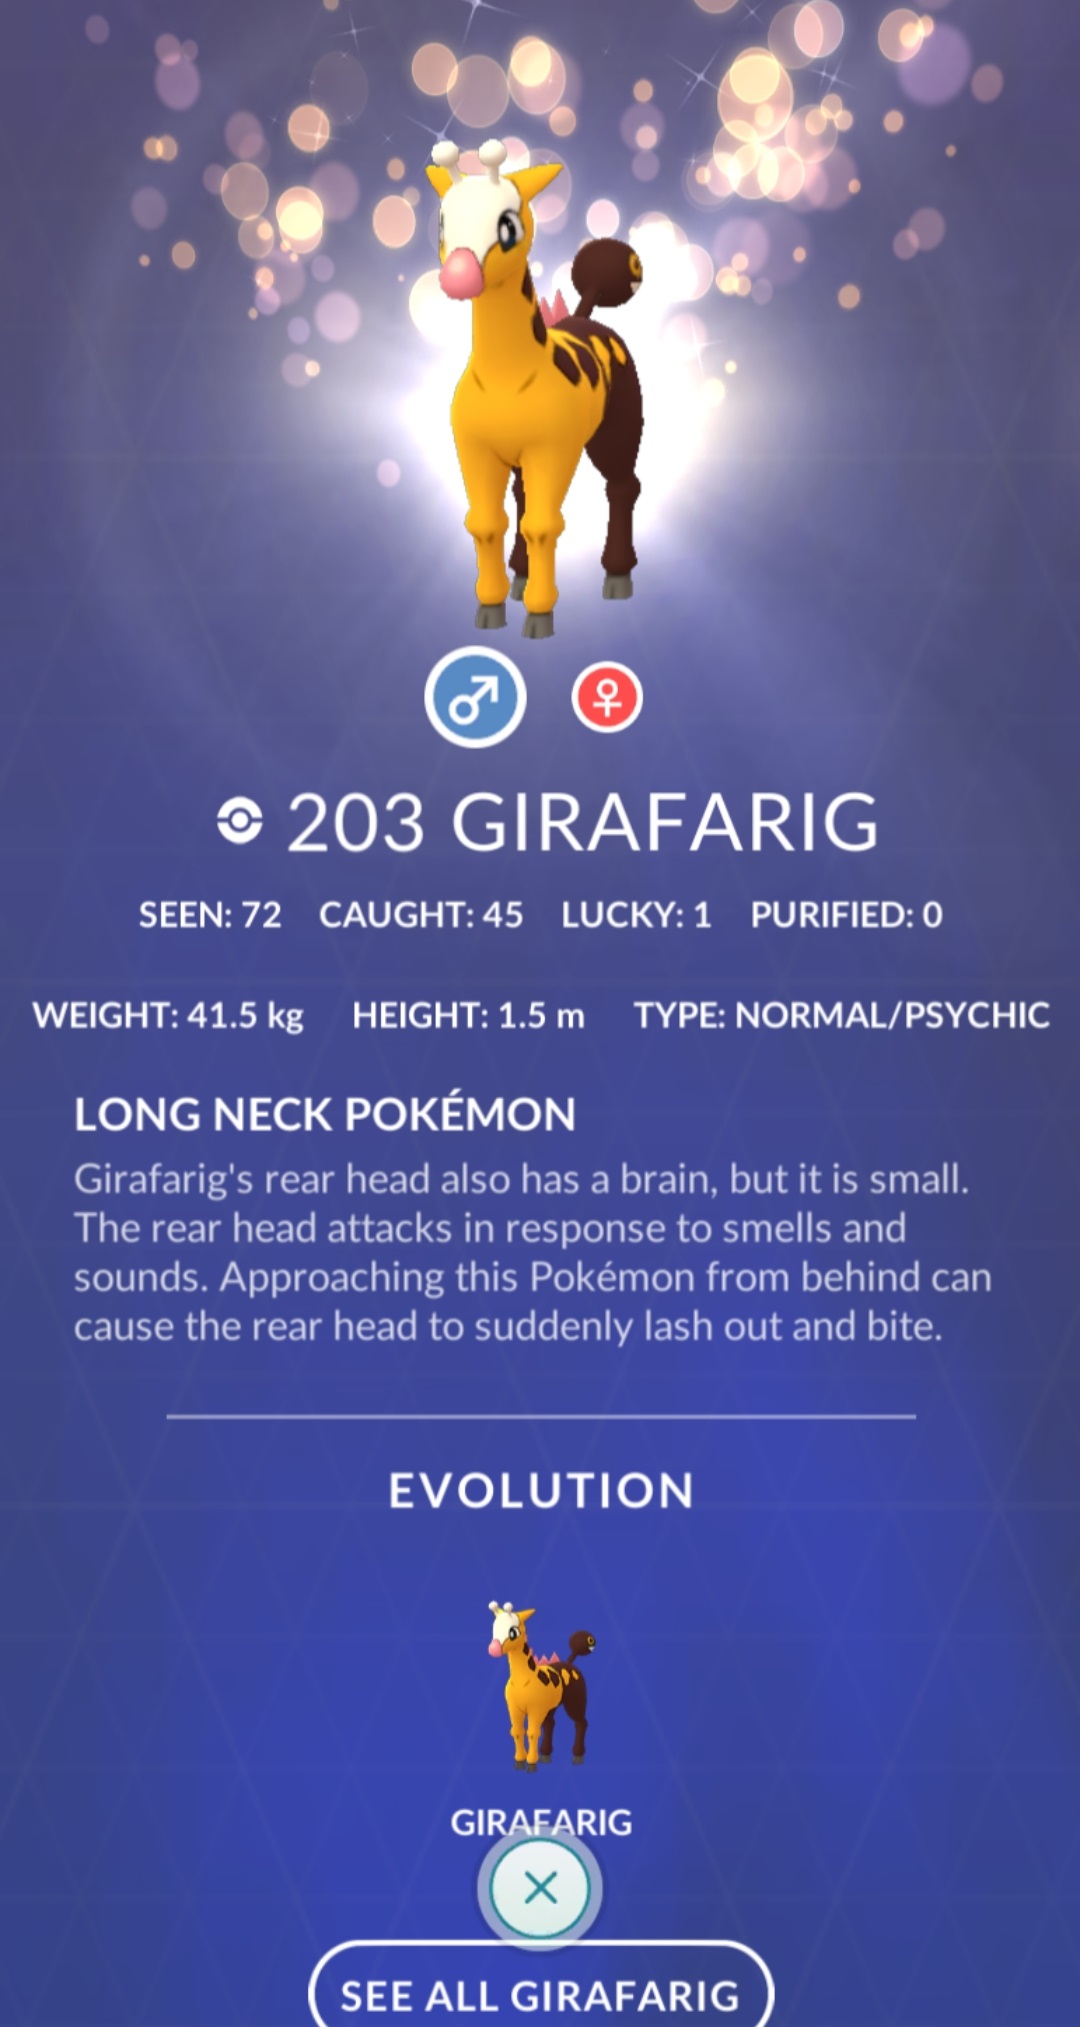 203 GIRAFARIG
SEEN: 72 CAUGHT: 45 LUCKY: 1 PURIFIED: 0
WEIGHT: 41.5 kg HEIGHT: 1.5 m TYPE: NORMAL/PSYCHIC
LONG NECK POKÉMON
Girafarig's rear head also has a brain, but it is small.
The rear head attacks in response to smells and
sounds. Approaching this Pokémon from behind can
cause the rear head to suddenly lash out and bite.
EVOLUTION
GIRAFARIG
SEE ALL GIRAFARIG